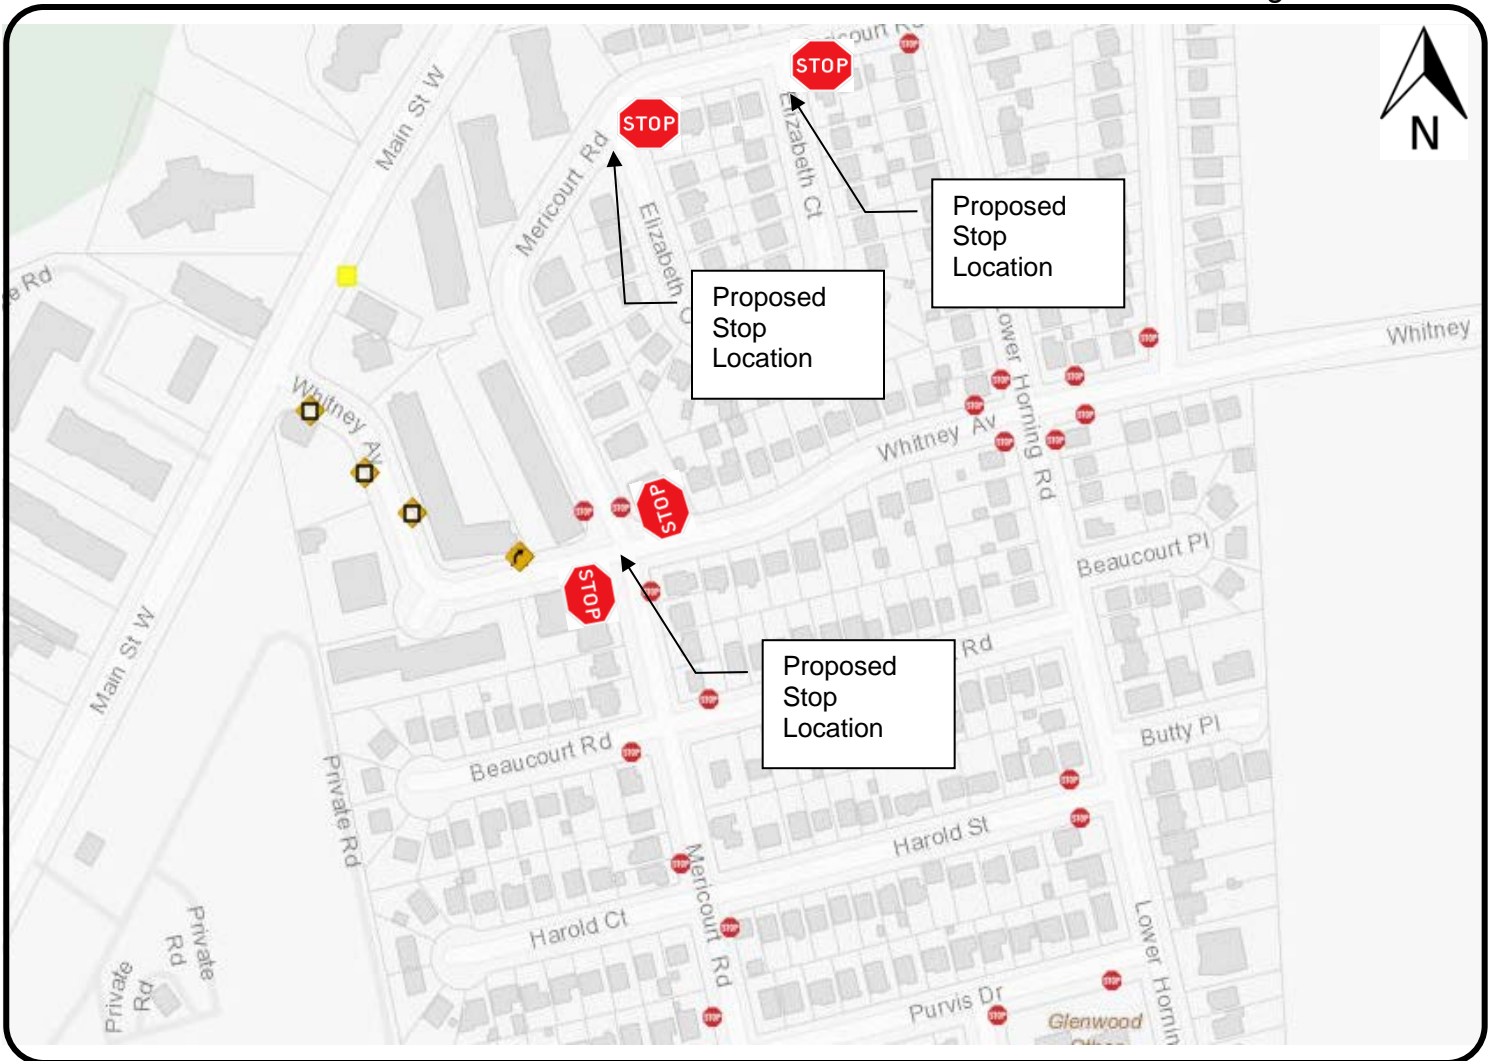 STOP
STOP
Main St W
Mericourt Rd
Elizabeth Ct
Elizabeth
N
Proposed
Stop
Location
Proposed
Stop
Location
Rd
Whitney
Lower Horning Rd
Whitney Av
Whitney Av
STOP
STOP
Beaucourt Pl
Main St W
Proposed
Stop
Location
Rd
Butty Pl
Beaucourt Rd
Private Rd
Harold St
Mericourt Rd
Harold Ct
Private
Rd
Private
Rd
Lower
Purvis Dr
Glenwood